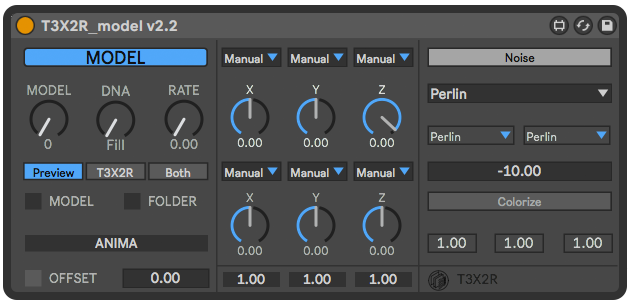 T3X2R_model v2.2
MODEL
MODEL DNA RATE
0 Fill 0.00
Preview T3X2R Both
MODEL FOLDER
ANIMA
OFFSET 0.00
Manual Manual Manual
X Y Z
0.00 0.00 0.00
Manual Manual Manual
X Y Z
0.00 0.00 0.00
1.00 1.00 1.00
Noise
Perlin
Perlin Perlin
-10.00
Colorize
1.00 1.00 1.00
T3X2R